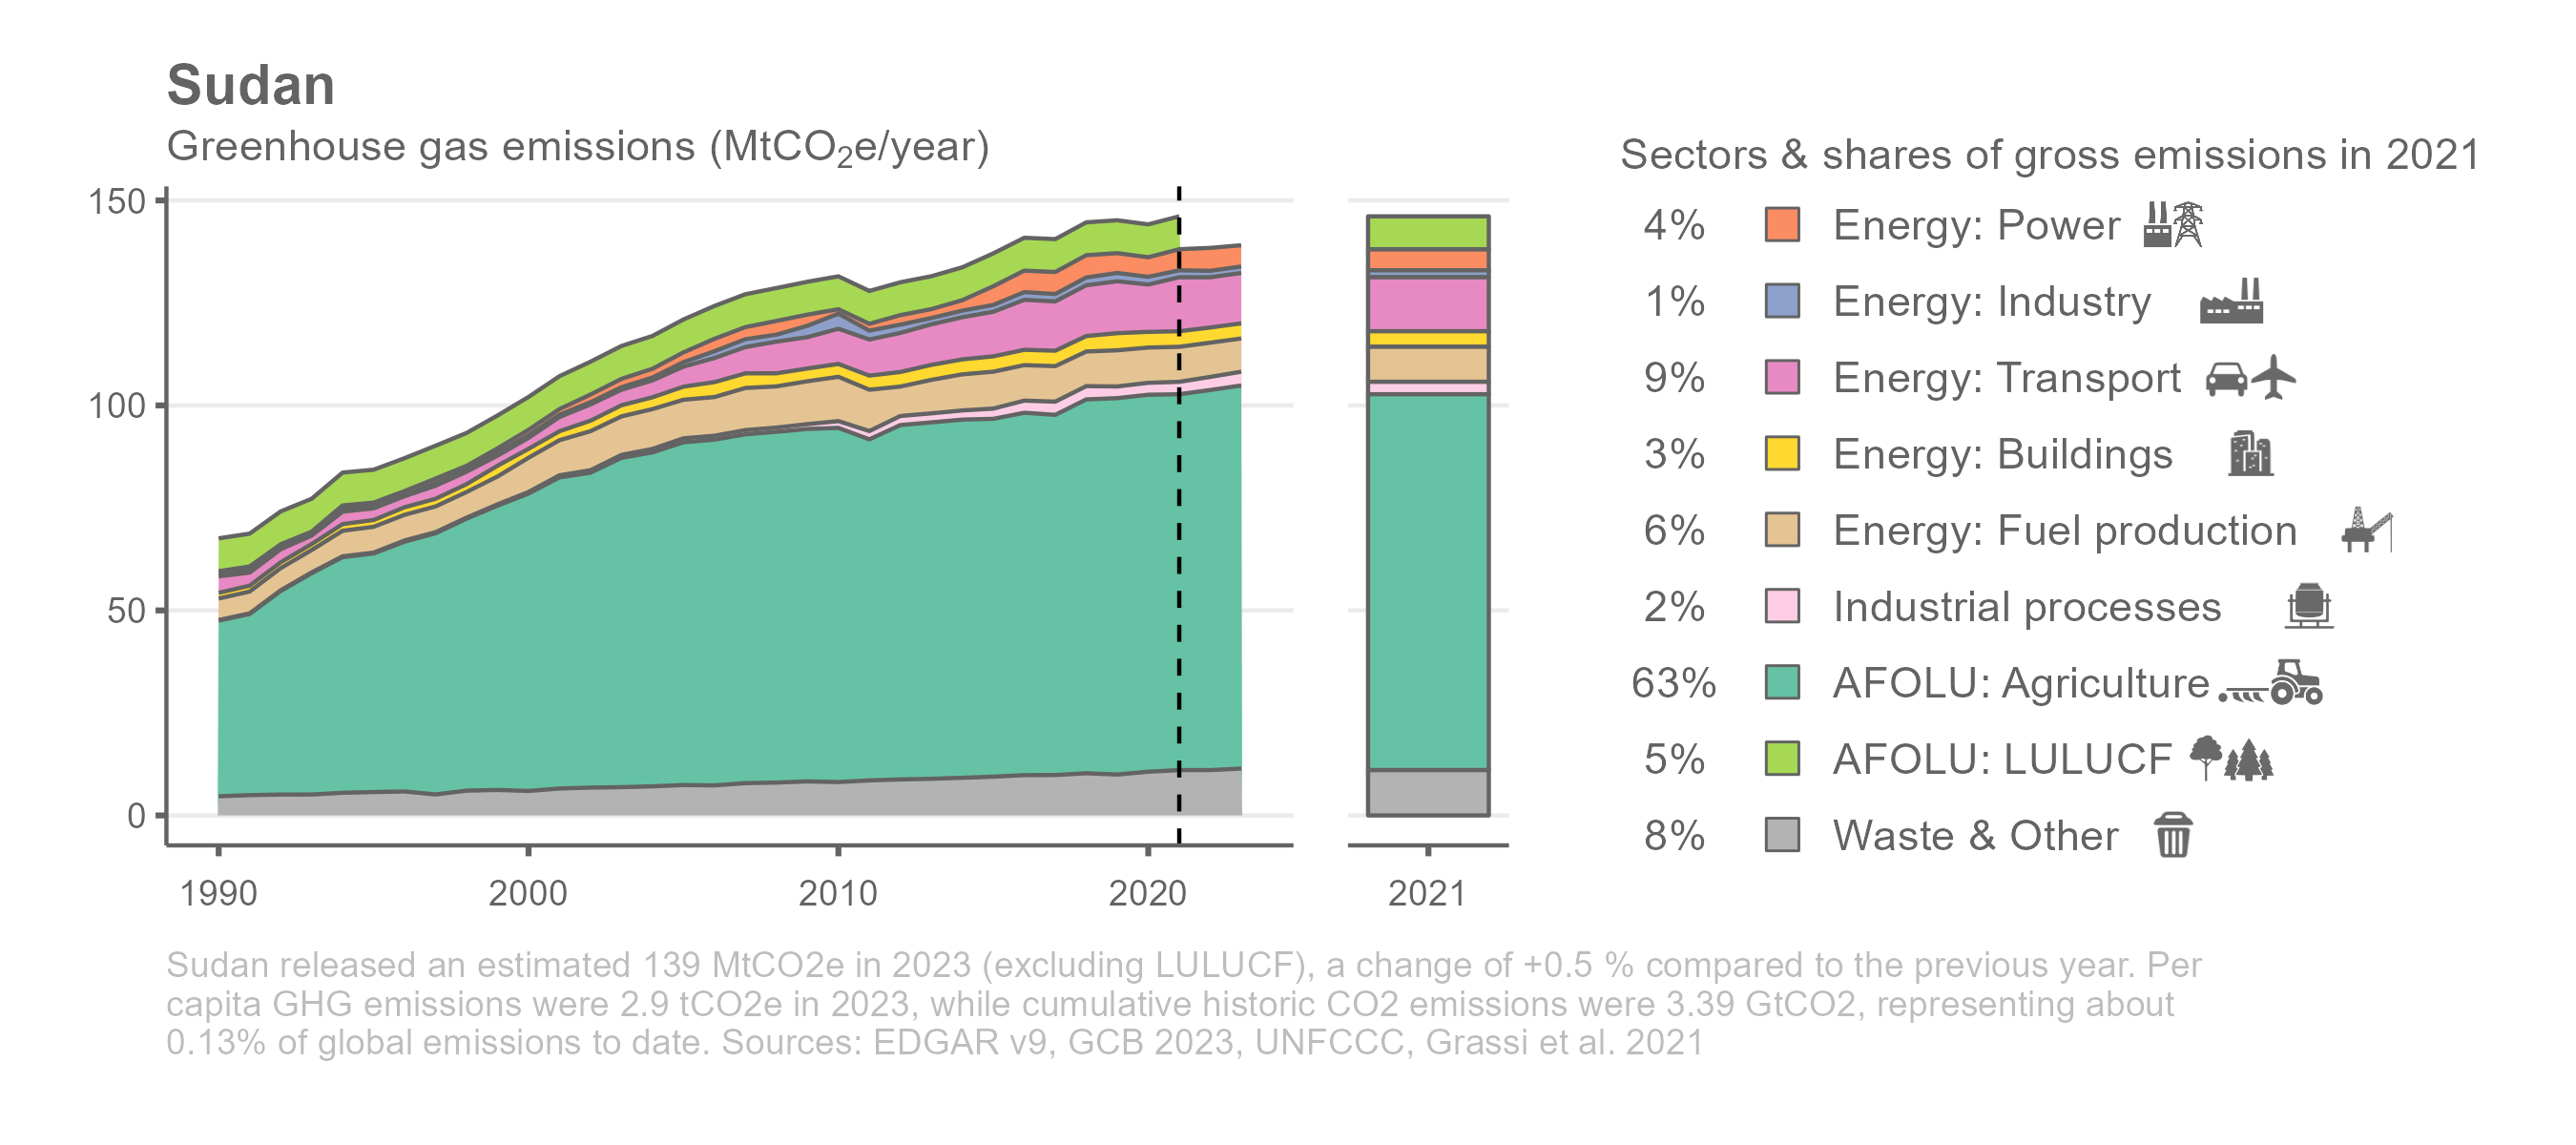 Sudan
Greenhouse gas emissions (MtCO₂e/year)
150
100
50
0
1990 2000 2010 2020 2021
Sectors & shares of gross emissions in 2021
4% Energy: Power
1% Energy: Industry
9% Energy: Transport
3% Energy: Buildings
6% Energy: Fuel production
2% Industrial processes
63% AFOLU: Agriculture
5% AFOLU: LULUCF
8% Waste & Other
Sudan released an estimated 139 MtCO2e in 2023 (excluding LULUCF), a change of +0.5 % compared to the previous year. Per
capita GHG emissions were 2.9 tCO2e in 2023, while cumulative historic CO2 emissions were 3.39 GtCO2, representing about
0.13% of global emissions to date. Sources: EDGAR v9, GCB 2023, UNFCCC, Grassi et al. 2021